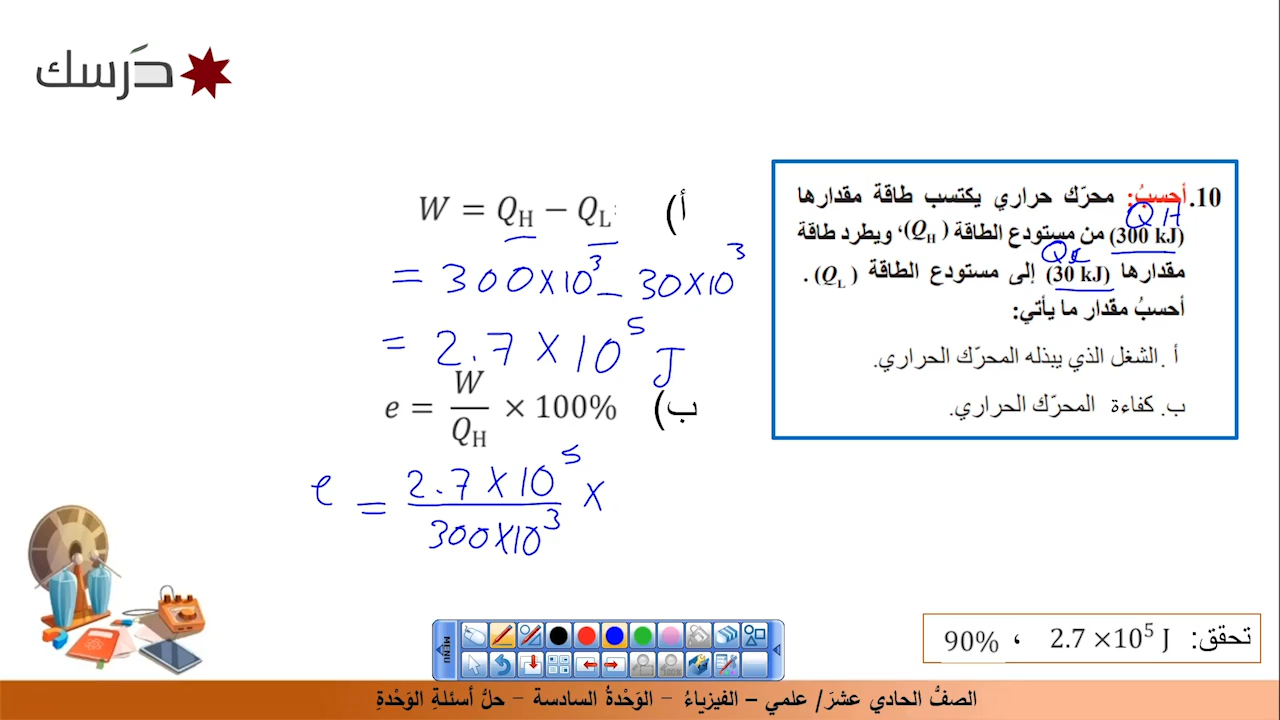 دَرسك
10. أحسبُ: محرّك حراري يكتسب طاقة مقدارها
QH
(300 kJ) من مستودع الطاقة (QH)، ويطرد طاقة
QL
مقدارها (30 kJ) إلى مستودع الطاقة (QL) .
أحسبُ مقدار ما يأتي:
أ . الشغل الذي يبذله المحرّك الحراري.
ب. كفاءة المحرّك الحراري.
أ) W = QH − QL
= 300×10³ − 30×10³
= 2.7 × 10⁵ J
ب) e = W/QH × 100%
e = 2.7×10⁵/300×10³ ×
تحقق: 2.7 ×10⁵ J ، 90%
MENU
الصفُّ الحادي عشرَ/ علمي – الفيزياءُ – الوَحْدةُ السادسة – حلُّ أسئلةِ الوَحْدةِ